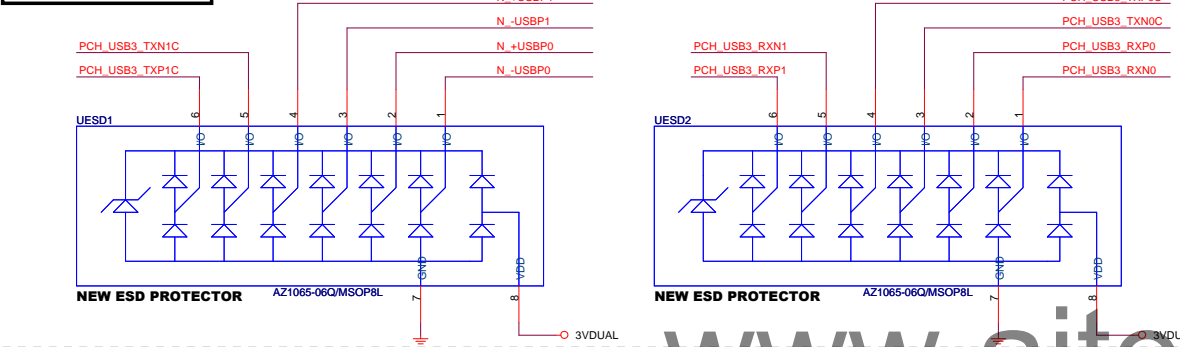 N_-USBP1
PCH_USB3_TXN0C
PCH_USB3_TXN1C
N_+USBP0
PCH_USB3_RXN1
PCH_USB3_RXP0
PCH_USB3_TXP1C
N_-USBP0
PCH_USB3_RXP1
PCH_USB3_RXN0
6 5 4 3 2 1
6 5 4 3 2 1
UESD1
UESD2
IO IO IO IO IO IO
IO IO IO IO IO IO
GND VDD
GND VDD
NEW ESD PROTECTOR
AZ1065-06Q/MSOP8L
7 8
NEW ESD PROTECTOR
AZ1065-06Q/MSOP8L
7 8
3VDUAL